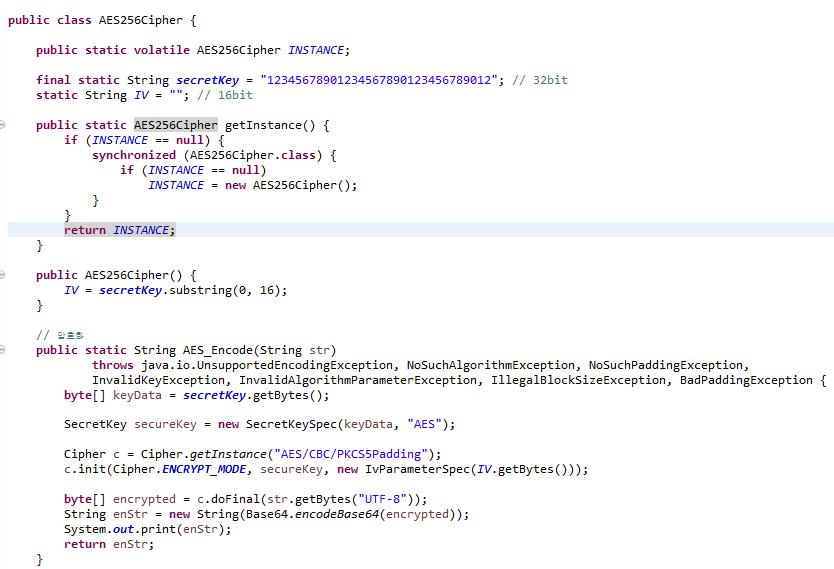 public class AES256Cipher {
public static volatile AES256Cipher INSTANCE;
final static String secretKey = "12345678901234567890123456789012"; // 32bit
static String IV = ""; // 16bit
public static AES256Cipher getInstance() {
if (INSTANCE == null) {
synchronized (AES256Cipher.class) {
if (INSTANCE == null)
INSTANCE = new AES256Cipher();
}
}
return INSTANCE;
}
public AES256Cipher() {
IV = secretKey.substring(0, 16);
}
// 암호화
public static String AES_Encode(String str)
throws java.io.UnsupportedEncodingException, NoSuchAlgorithmException, NoSuchPaddingException,
InvalidKeyException, InvalidAlgorithmParameterException, IllegalBlockSizeException, BadPaddingException {
byte[] keyData = secretKey.getBytes();
SecretKey secureKey = new SecretKeySpec(keyData, "AES");
Cipher c = Cipher.getInstance("AES/CBC/PKCS5Padding");
c.init(Cipher.ENCRYPT_MODE, secureKey, new IvParameterSpec(IV.getBytes()));
byte[] encrypted = c.doFinal(str.getBytes("UTF-8"));
String enStr = new String(Base64.encodeBase64(encrypted));
System.out.print(enStr);
return enStr;
}